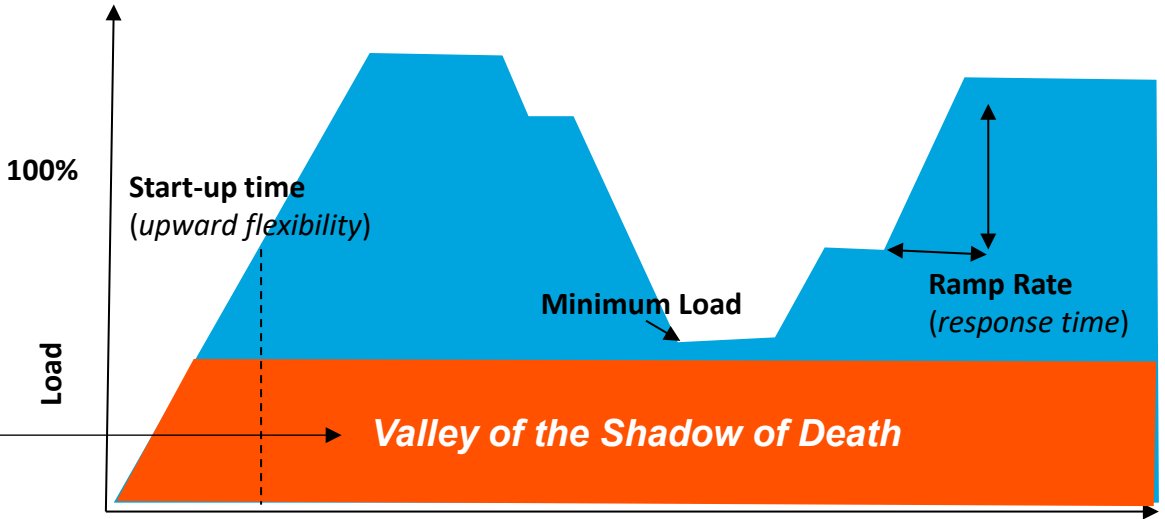 100%
Start-up time
(upward flexibility)
Minimum Load
Ramp Rate
(response time)
Load
Valley of the Shadow of Death